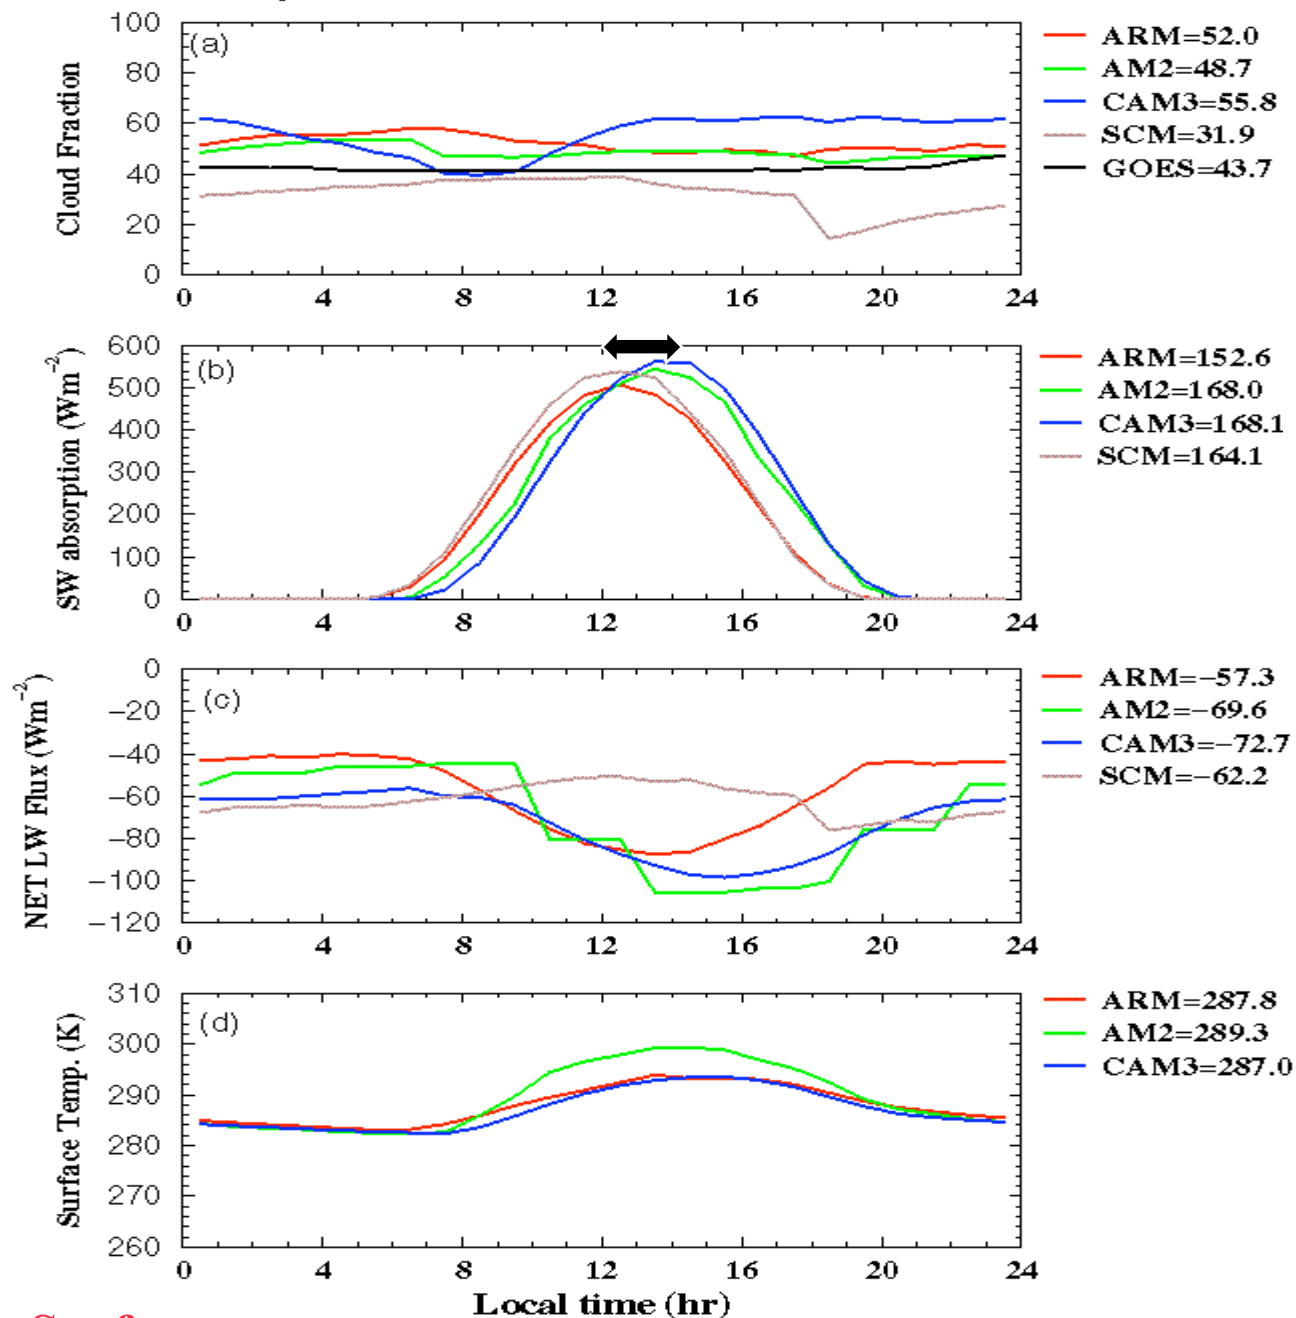 100
80
60
40
20
0
Cloud Fraction
(a)
ARM=52.0
AM2=48.7
CAM3=55.8
SCM=31.9
GOES=43.7
0 4 8 12 16 20 24
600
500
400
300
200
100
0
SW absorption (Wm⁻²)
(b)
ARM=152.6
AM2=168.0
CAM3=168.1
SCM=164.1
0 4 8 12 16 20 24
0
−20
−40
−60
−80
−100
−120
NET LW Flux (Wm⁻²)
(c)
ARM=−57.3
AM2=−69.6
CAM3=−72.7
SCM=−62.2
0 4 8 12 16 20 24
310
300
290
280
270
260
Surface Temp. (K)
(d)
ARM=287.8
AM2=289.3
CAM3=287.0
0 4 8 12 16 20 24
Local time (hr)